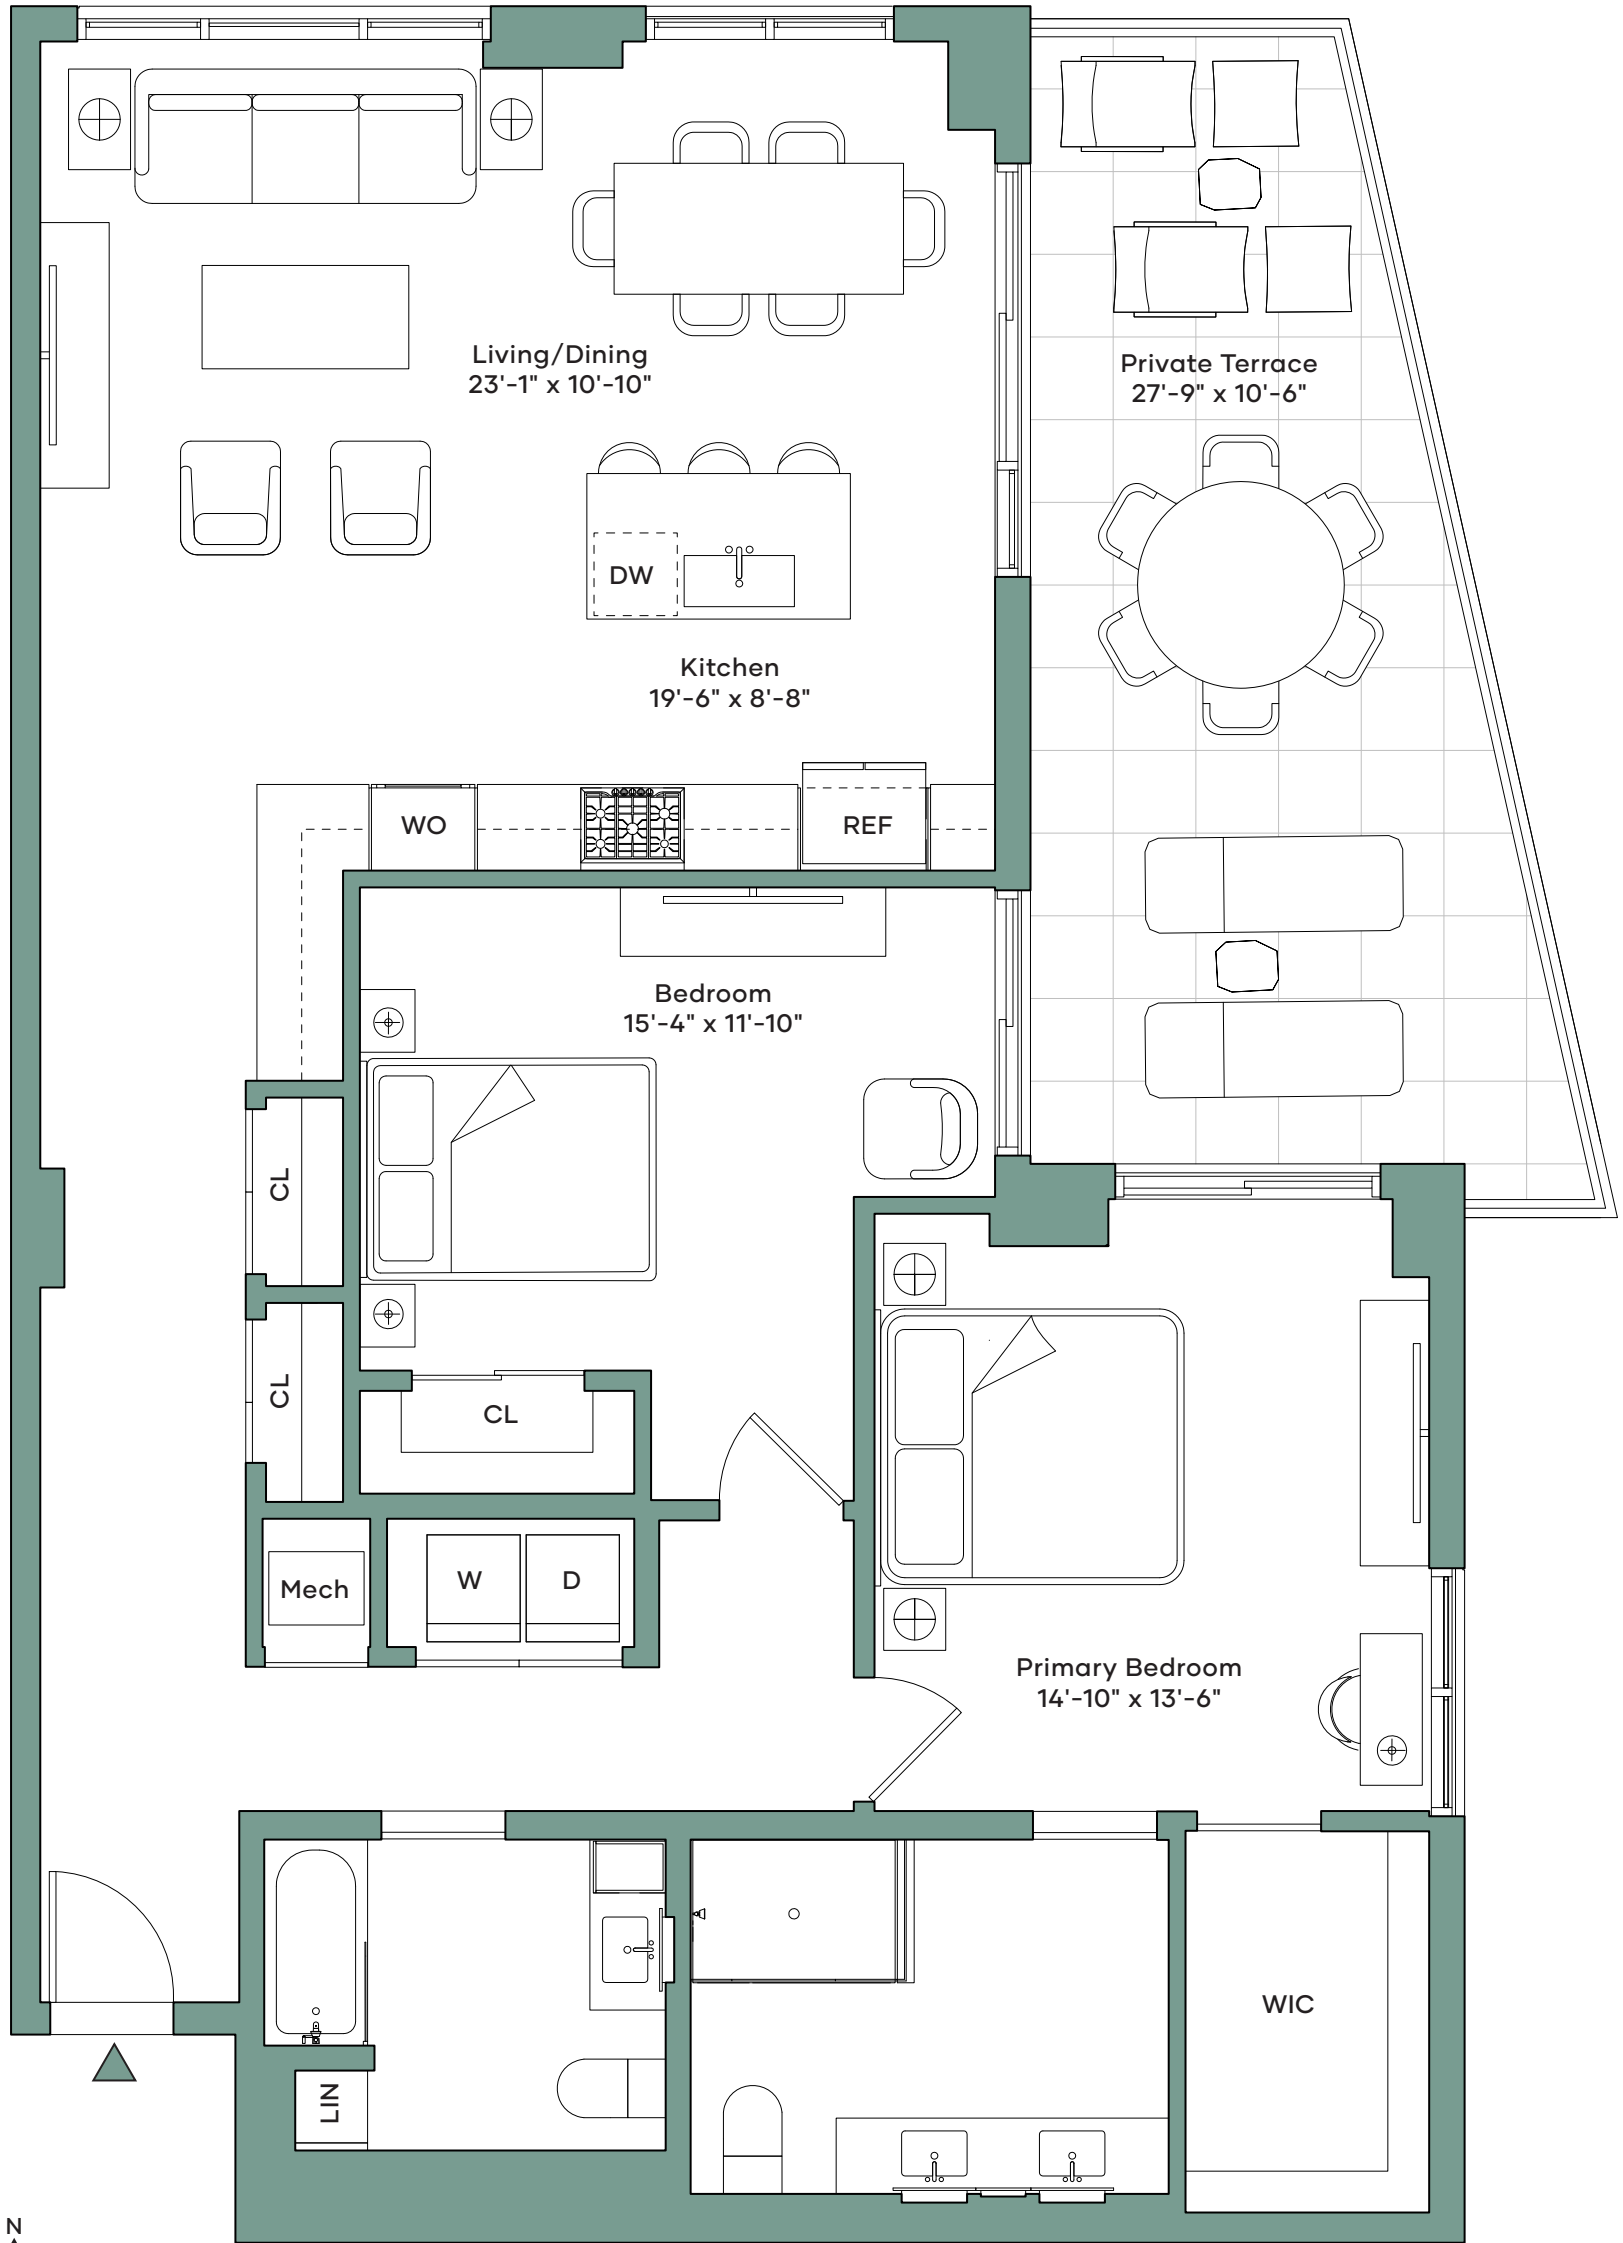 Living/Dining
23'-1" x 10'-10"
Private Terrace
27'-9" x 10'-6"
DW
Kitchen
19'-6" x 8'-8"
WO
REF
Bedroom
15'-4" x 11'-10"
CL
CL
CL
Mech
W
D
Primary Bedroom
14'-10" x 13'-6"
WIC
LIN
N